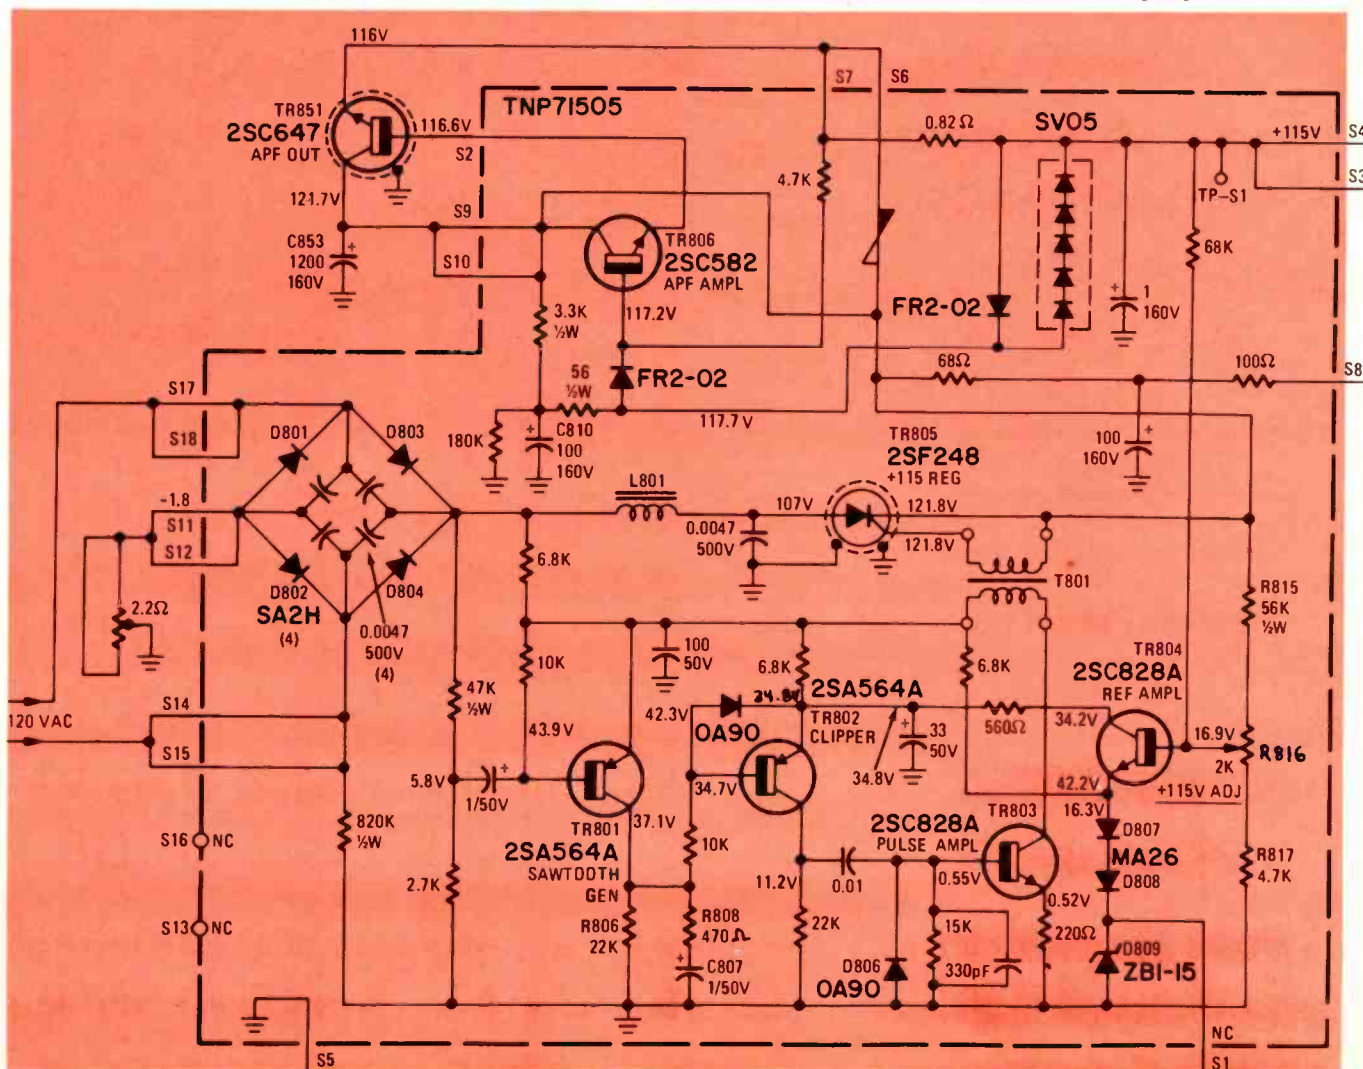 116V
S7
S6
TNP71505
TR851
2SC647
APF OUT
116.6V
S2
0.82Ω
SV05
+115V
S4
S3
TP-S1
121.7V
4.7K
S9
S10
C853
1200
160V
TR806
2SC582
APF AMPL
68K
3.3K
½W
117.2V
FR2-02
1
160V
56
½W
FR2-02
68Ω
100Ω
S8
S17
S18
D801
D803
180K
C810
100
160V
117.7V
TR805
2SF248
+115 REG
100
160V
-1.8
S11
S12
L801
107V
121.8V
121.8V
0.0047
500V
6.8K
T801
2.2Ω
D802
D804
SA2H
(4)
0.0047
500V
(4)
R815
56K
½W
100
50V
10K
6.8K
6.8K
TR804
2SC828A
REF AMPL
47K
½W
24.8V
2SA564A
TR802
CLIPPER
42.3V
OA90
120 VAC
S14
S15
43.9V
33
50V
560Ω
34.2V
16.9V
2K
R816
+115V ADJ
5.8V
1/50V
34.7V
34.8V
42.2V
16.3V
820K
½W
TR801
2SA564A
SAWTOOTH
GEN
37.1V
10K
2SC828A
PULSE AMPL
TR803
D807
MA26
D808
S16
NC
2.7K
11.2V
0.01
0.55V
0.52V
R817
4.7K
S13
NC
R806
22K
R808
470Ω
22K
15K
220Ω
C807
1/50V
D806
OA90
330pF
D809
ZB1-15
S5
NC
S1